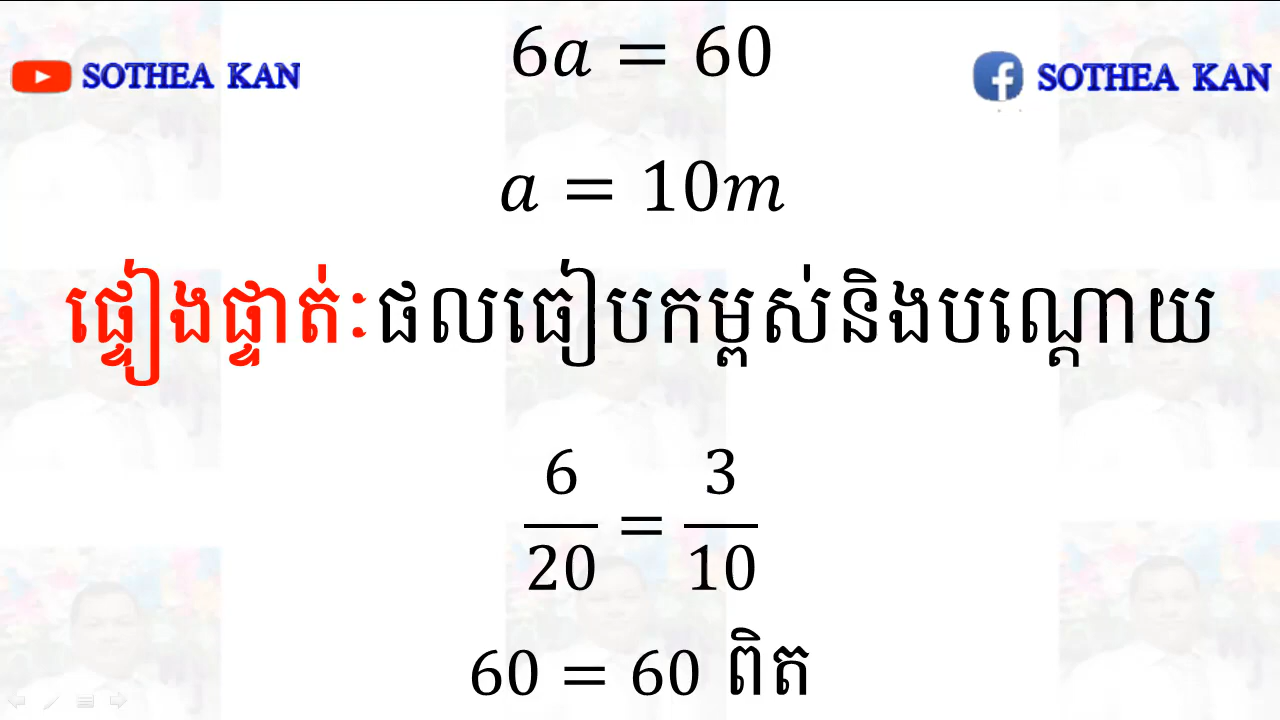 6a = 60
SOTHEA KAN
SOTHEA KAN
a = 10m
ផ្ទៀងផ្ទាត់ៈផលធៀបកម្ពស់និងបណ្តោយ
6/20 = 3/10
60 = 60 ពិត